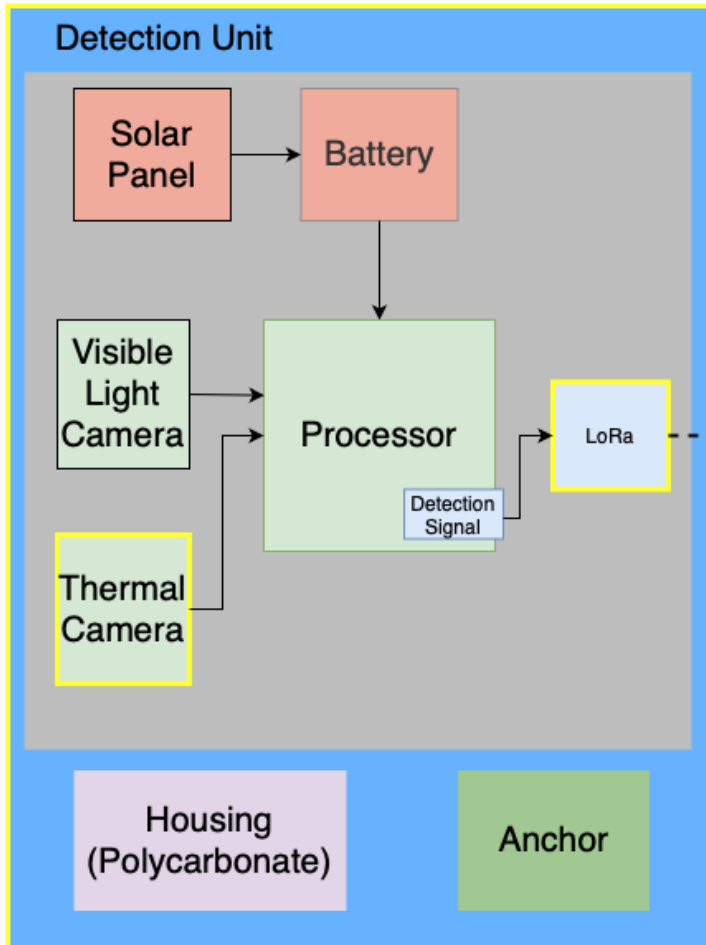 Detection Unit
Solar
Panel
Battery
Visible
Light
Camera
Processor
LoRa
Detection
Signal
Thermal
Camera
Housing
(Polycarbonate)
Anchor